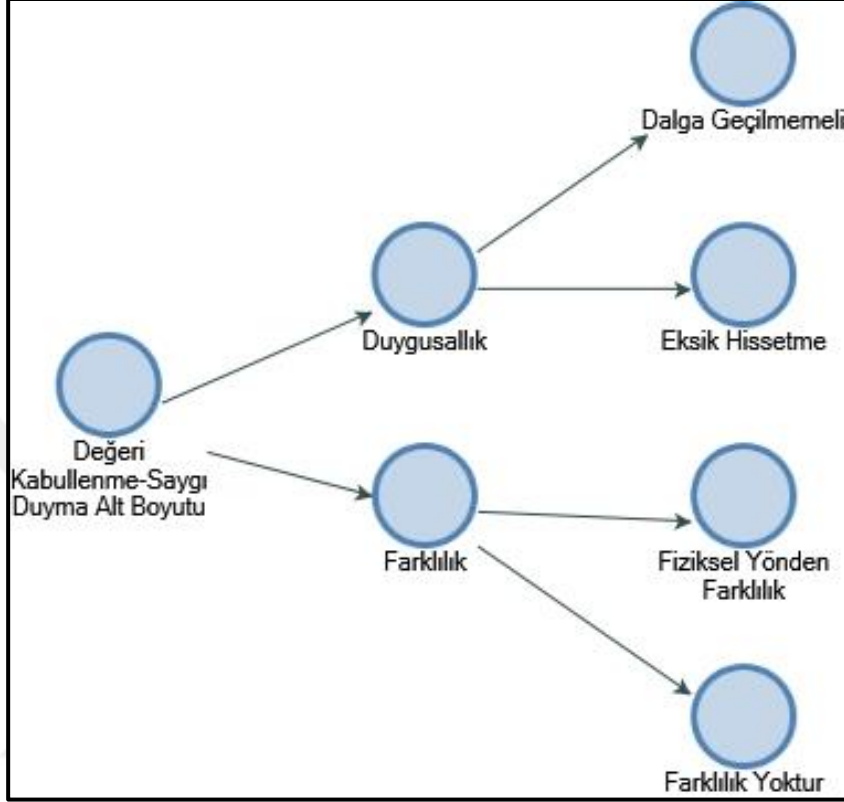 Dalga Geçilmemeli
Duygusallık
Eksik Hissetme
Değeri
Kabullenme-Saygı
Duyma Alt Boyutu
Farklılık
Fiziksel Yönden
Farklılık
Farklılık Yoktur